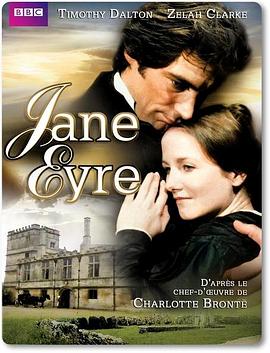 BBC
TIMOTHY DALTON ZELAH CLARKE
Jane
Eyre
D'APRÈS LE
CHEF-D'ŒUVRE DE
CHARLOTTE BRONTË